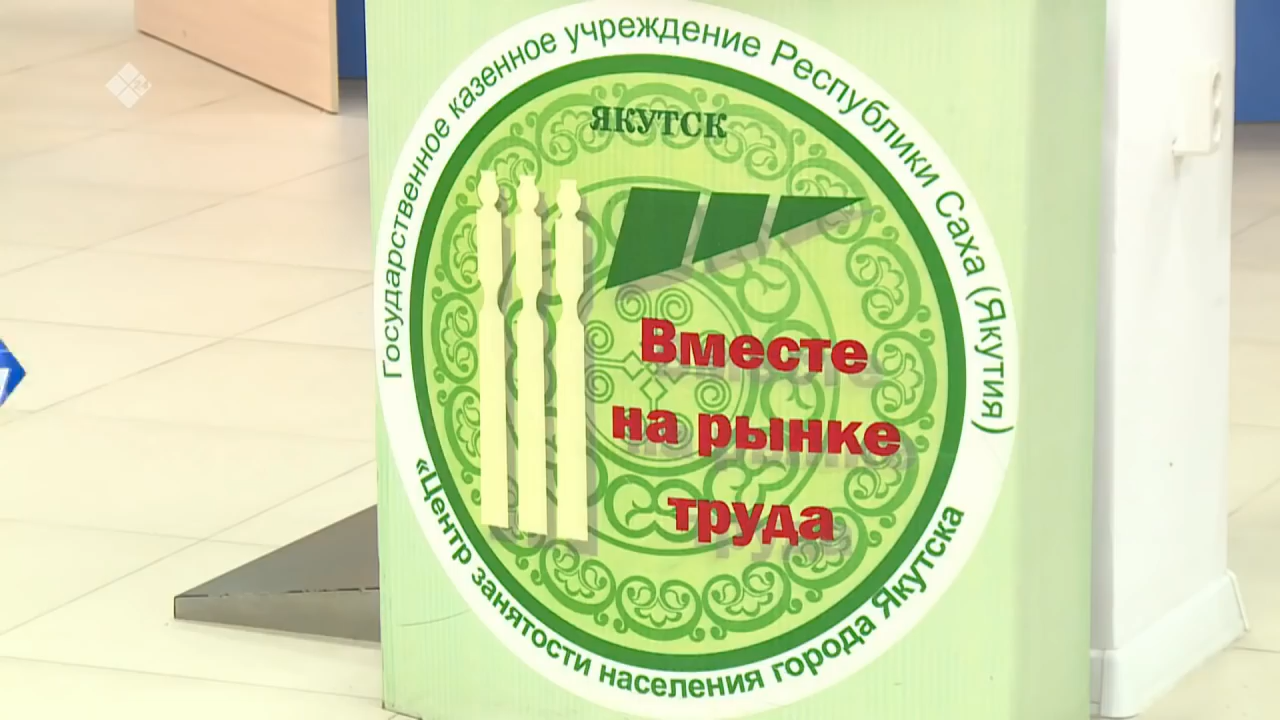 Государственное казенное учреждение Республики Саха (Якутия)
ЯКУТСК
Вместе
на рынке
труда
«Центр занятости населения города Якутска